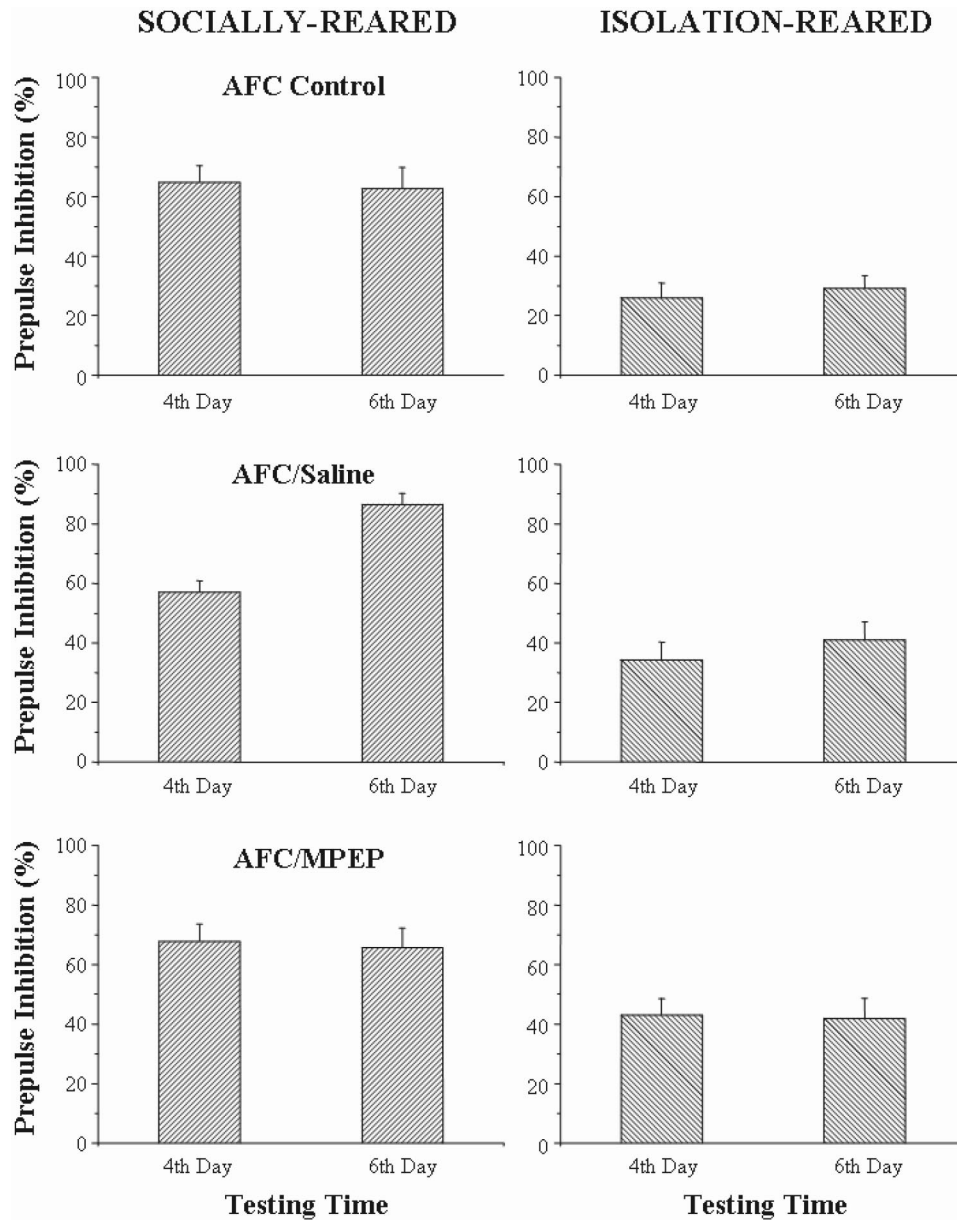 SOCIALLY-REARED
ISOLATION-REARED
AFC Control
Prepulse Inhibition (%)
100
80
60
40
20
0
4th Day 6th Day
100
80
60
40
20
0
4th Day 6th Day
AFC/Saline
Prepulse Inhibition (%)
100
80
60
40
20
0
4th Day 6th Day
100
80
60
40
20
0
4th Day 6th Day
AFC/MPEP
Prepulse Inhibition (%)
100
80
60
40
20
0
4th Day 6th Day
Testing Time
100
80
60
40
20
0
4th Day 6th Day
Testing Time